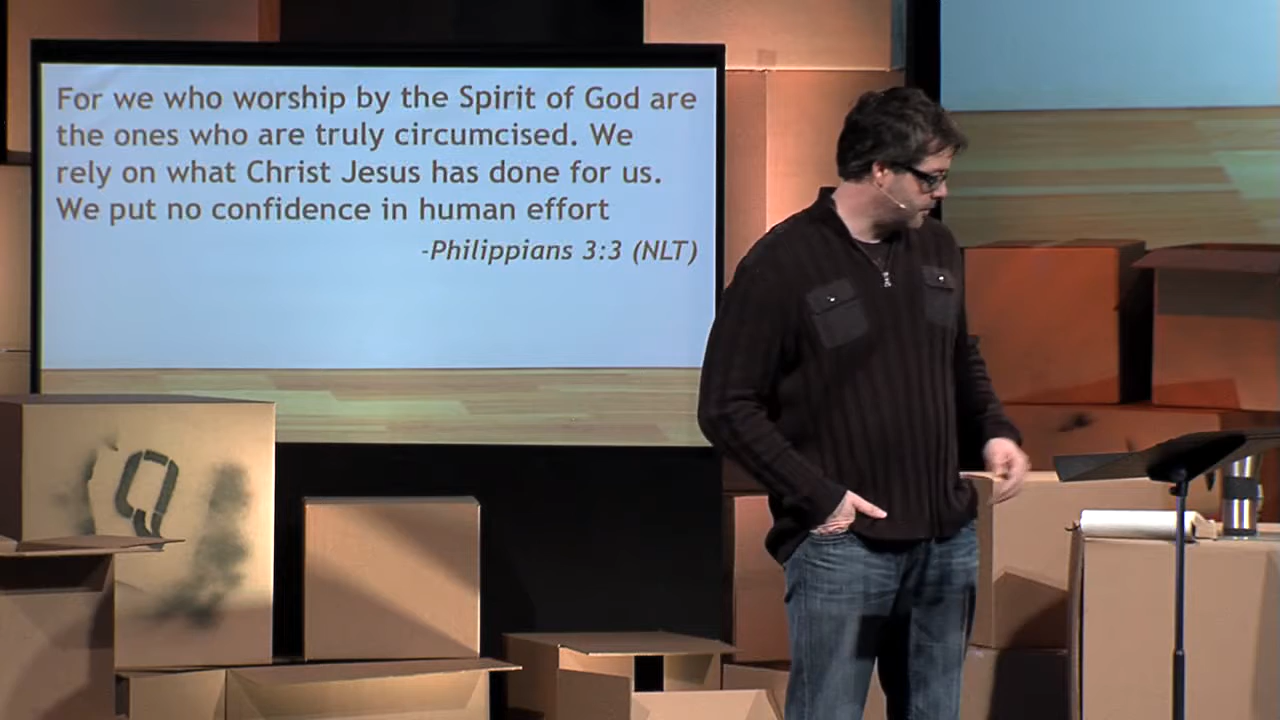 For we who worship by the Spirit of God are
the ones who are truly circumcised. We
rely on what Christ Jesus has done for us.
We put no confidence in human effort
-Philippians 3:3 (NLT)
Q